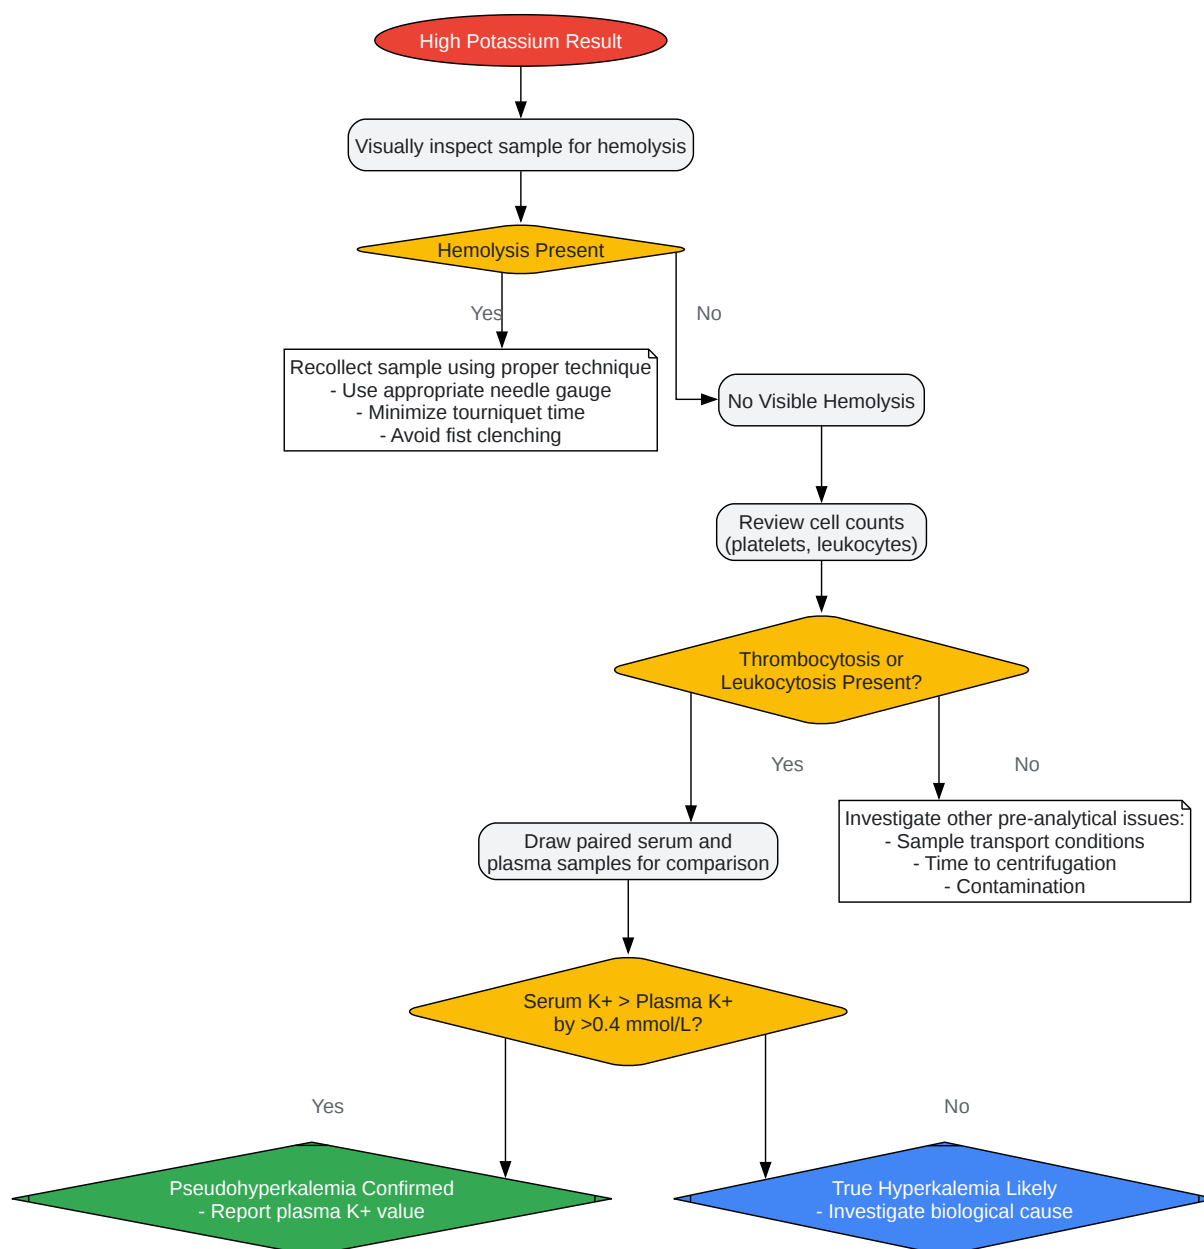 High Potassium Result
Visually inspect sample for hemolysis
Hemolysis Present
Yes
No
Recollect sample using proper technique
- Use appropriate needle gauge
- Minimize tourniquet time
- Avoid fist clenching
No Visible Hemolysis
Review cell counts
(platelets, leukocytes)
Thrombocytosis or
Leukocytosis Present?
Yes
No
Investigate other pre-analytical issues:
- Sample transport conditions
- Time to centrifugation
- Contamination
Draw paired serum and
plasma samples for comparison
Serum K+ > Plasma K+
by >0.4 mmol/L?
Yes
No
Pseudohyperkalemia Confirmed
- Report plasma K+ value
True Hyperkalemia Likely
- Investigate biological cause